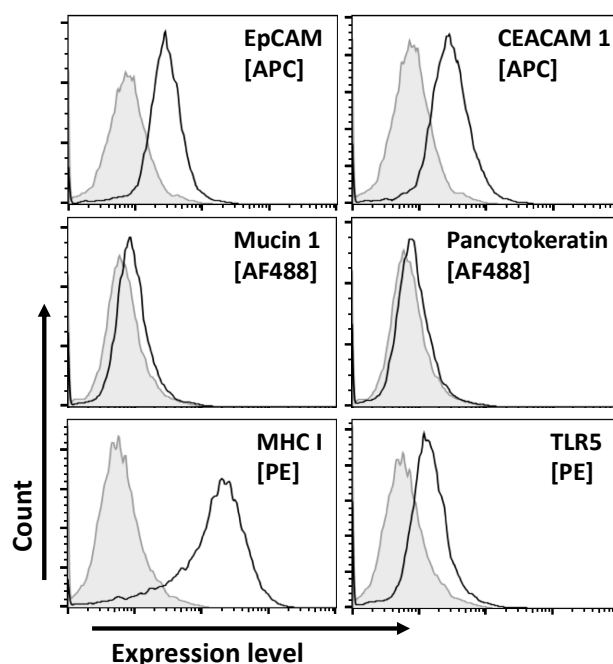 EpCAM
[APC]
CEACAM 1
[APC]
Mucin 1
[AF488]
Pancytokeratin
[AF488]
MHC I
[PE]
TLR5
[PE]
Count
Expression level